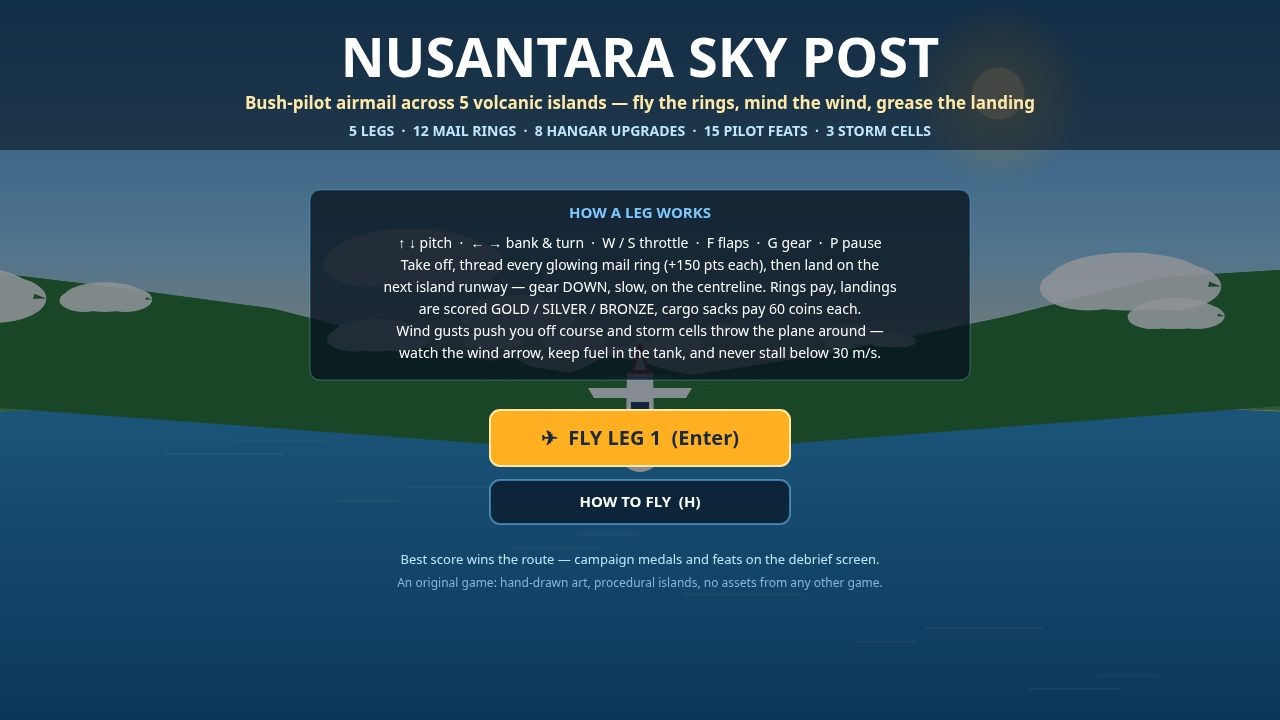 NUSANTARA SKY POST
Bush-pilot airmail across 5 volcanic islands — fly the rings, mind the wind, grease the landing
5 LEGS · 12 MAIL RINGS · 8 HANGAR UPGRADES · 15 PILOT FEATS · 3 STORM CELLS
HOW A LEG WORKS
↑ ↓ pitch · ← → bank & turn · W / S throttle · F flaps · G gear · P pause
Take off, thread every glowing mail ring (+150 pts each), then land on the
next island runway — gear DOWN, slow, on the centreline. Rings pay, landings
are scored GOLD / SILVER / BRONZE, cargo sacks pay 60 coins each.
Wind gusts push you off course and storm cells throw the plane around —
watch the wind arrow, keep fuel in the tank, and never stall below 30 m/s.
✈ FLY LEG 1 (Enter)
HOW TO FLY (H)
Best score wins the route — campaign medals and feats on the debrief screen.
An original game: hand-drawn art, procedural islands, no assets from any other game.